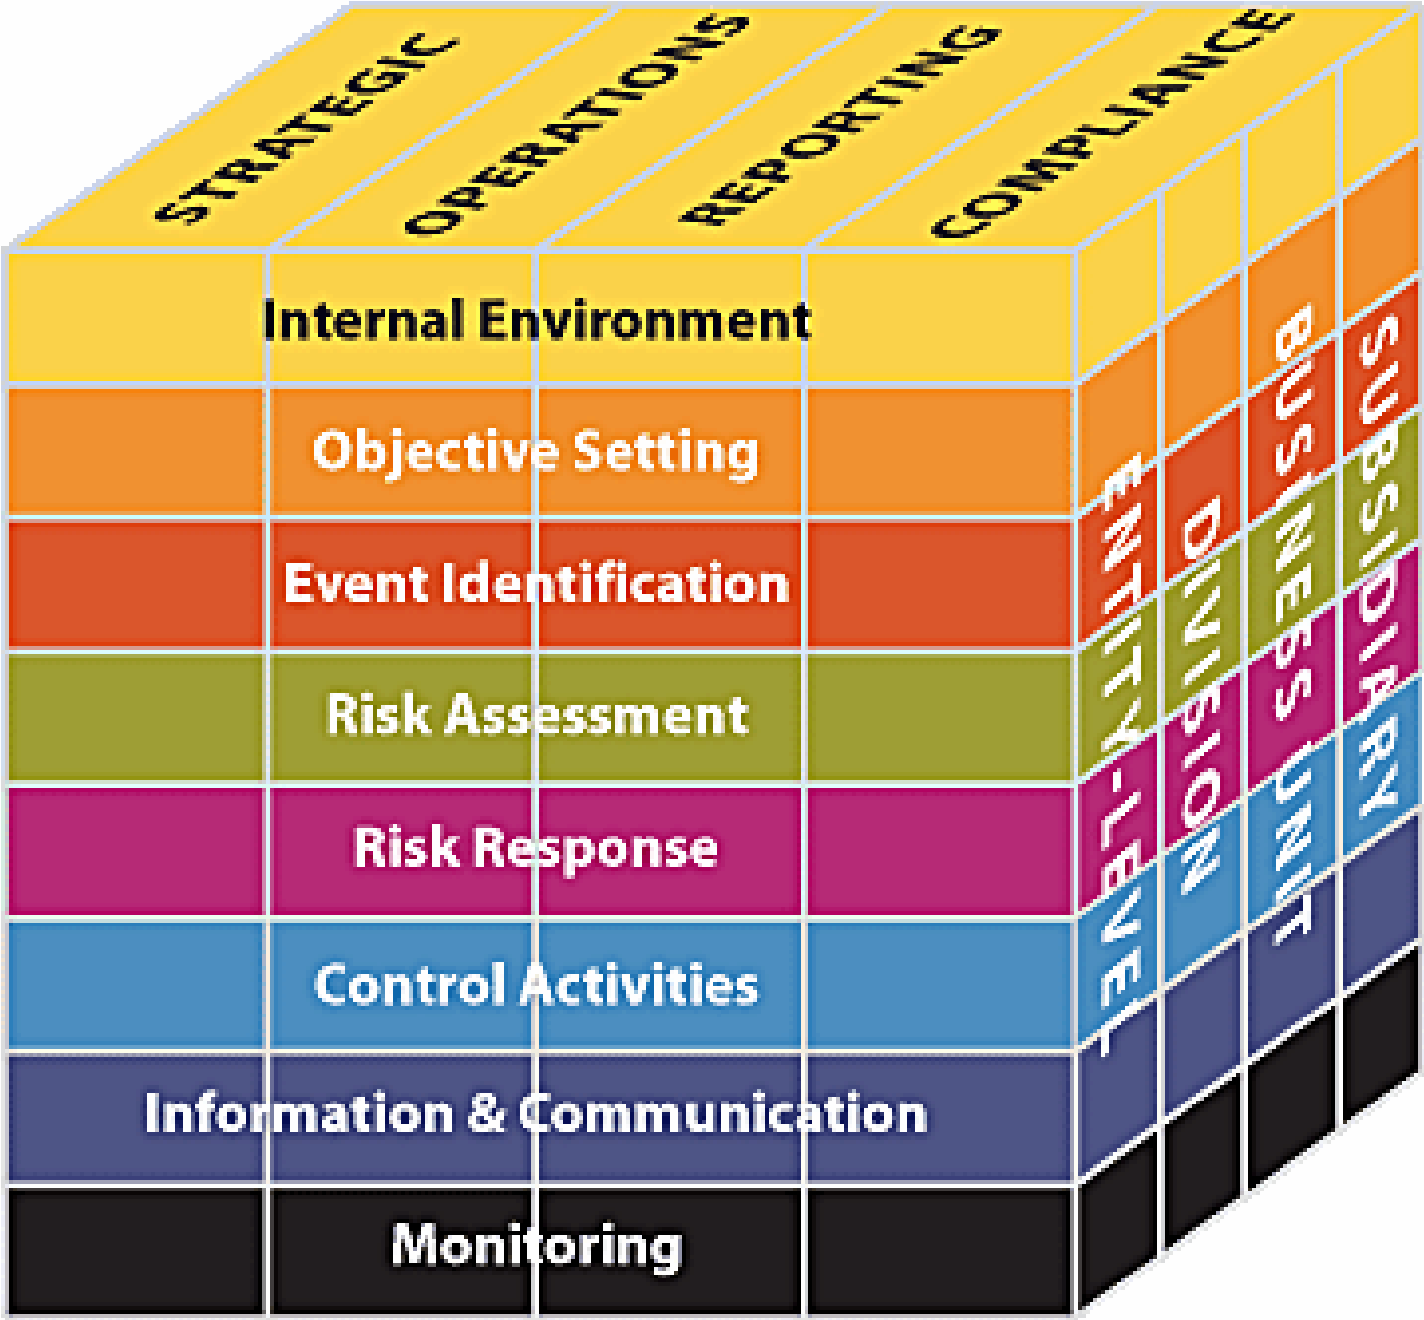 STRATEGIC
OPERATIONS
REPORTING
COMPLIANCE
Internal Environment
Objective Setting
Event Identification
Risk Assessment
Risk Response
Control Activities
Information & Communication
Monitoring
ENTITY-LEVEL
DIVISION
BUSINESS UNIT
SUBSIDIARY